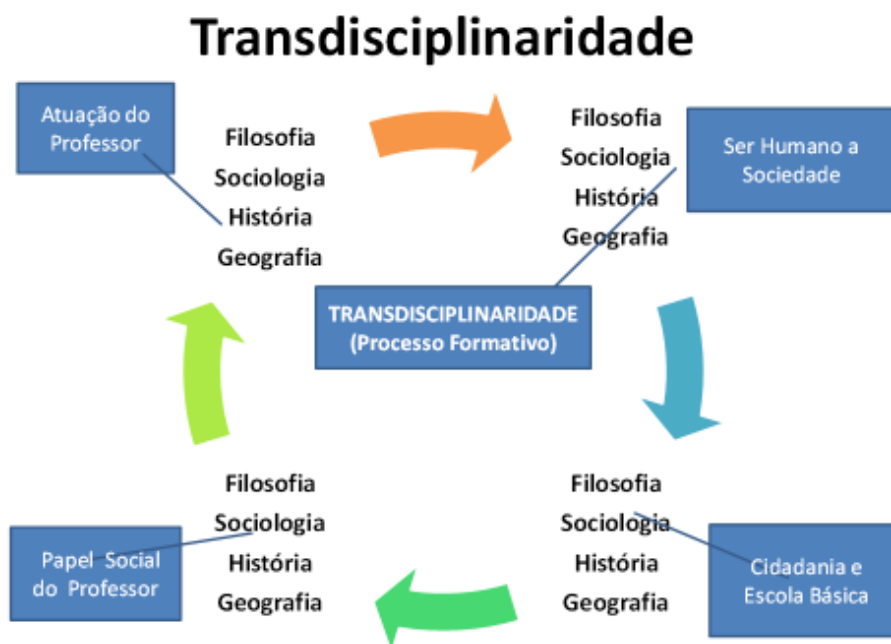 Transdisciplinaridade
Atuação do
Professor
Filosofia
Sociologia
História
Geografia
Filosofia
Sociologia
História
Geografia
Ser Humano a
Sociedade
TRANSDISCIPLINARIDADE
(Processo Formativo)
Papel Social
do Professor
Filosofia
Sociologia
História
Geografia
Filosofia
Sociologia
História
Geografia
Cidadania e
Escola Básica